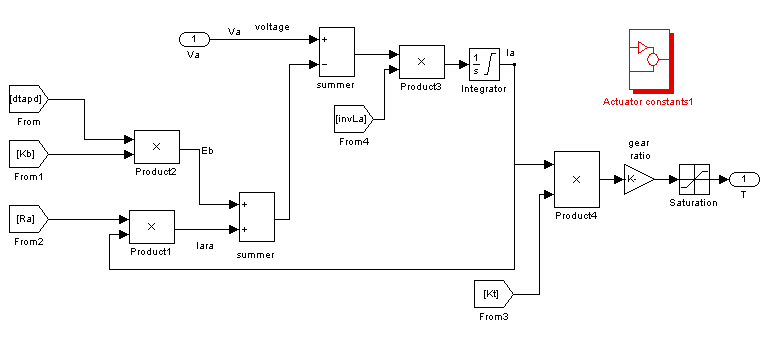 voltage
Va
1
Va
+
−
summer
[dtapd]
From
[Kb]
From1
×
Product2
Eb
[Ra]
From2
×
Product1
Iara
+
+
summer
×
Product3
[invLa]
From4
1
s
Integrator
Ia
Actuator constants1
×
Product4
[Kt]
From3
gear
ratio
K-
Saturation
1
T